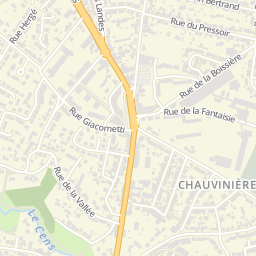 Bertrand
Rue du Pressoir
Landes
Rue Hergé
Rue de la Boissière
Rue de la Fantaisie
Rue Giacometti
CHAUVINIÈRE
Rue de la Vallée
Le Cens